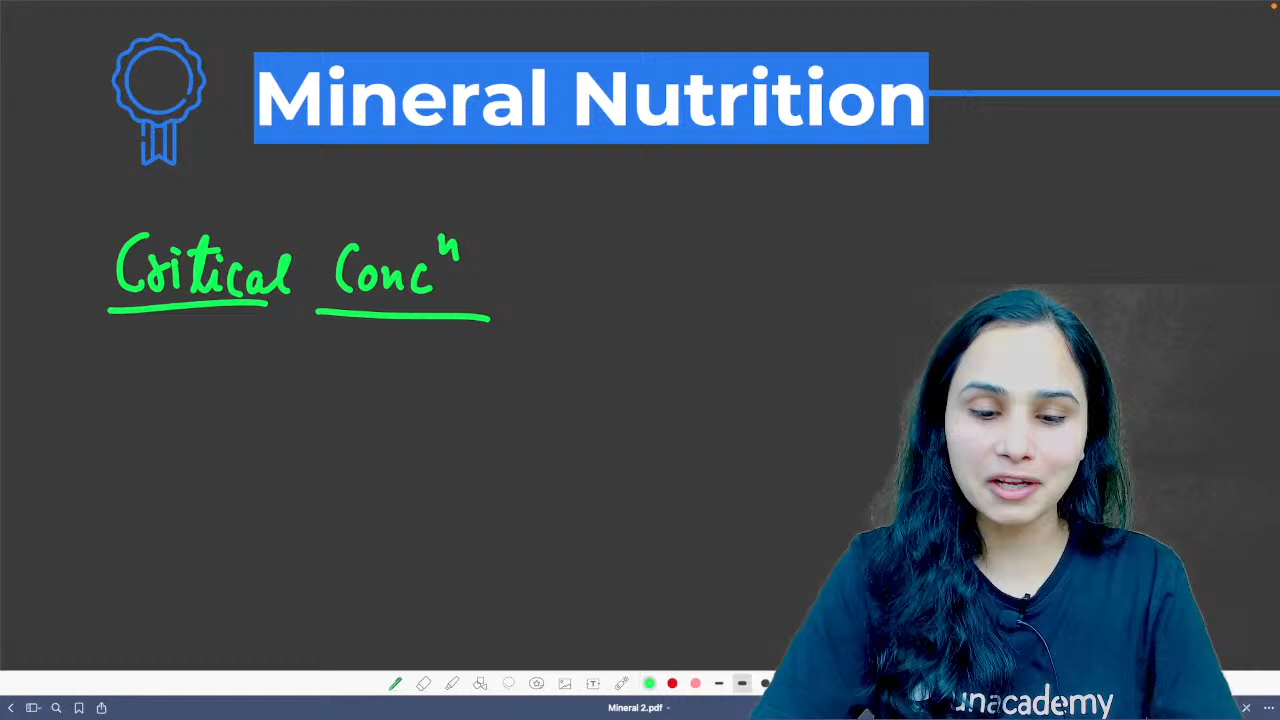 Mineral Nutrition
Critical Concⁿ
Mineral 2.pdf
unacademy